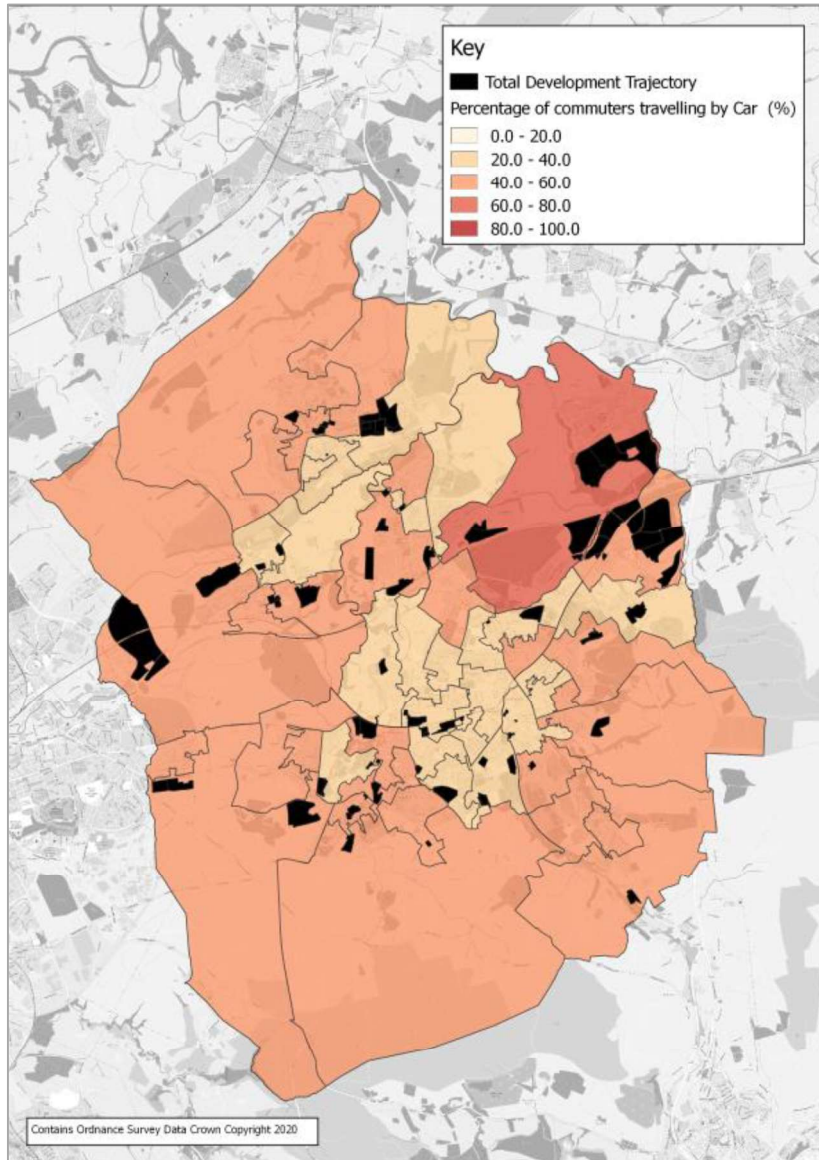 Key
Total Development Trajectory
Percentage of commuters travelling by Car (%)
0.0 - 20.0
20.0 - 40.0
40.0 - 60.0
60.0 - 80.0
80.0 - 100.0
Contains Ordnance Survey Data Crown Copyright 2020